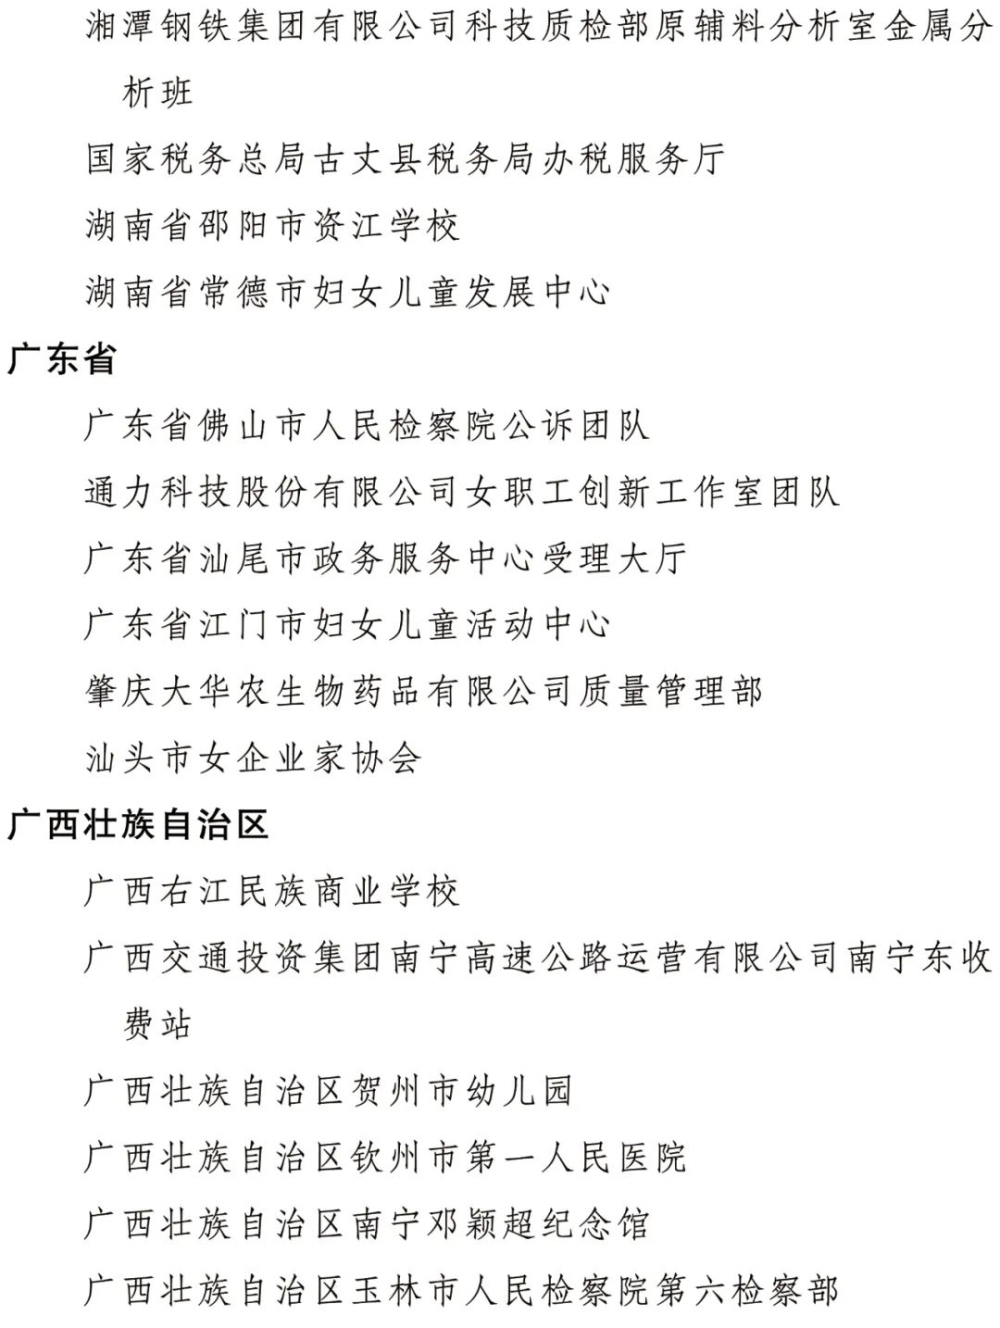 湘潭钢铁集团有限公司科技质检部原辅料分析室金属分
析班
国家税务总局古丈县税务局办税服务厅
湖南省邵阳市资江学校
湖南省常德市妇女儿童发展中心
广东省
广东省佛山市人民检察院公诉团队
通力科技股份有限公司女职工创新工作室团队
广东省汕尾市政务服务中心受理大厅
广东省江门市妇女儿童活动中心
肇庆大华农生物药品有限公司质量管理部
汕头市女企业家协会
广西壮族自治区
广西右江民族商业学校
广西交通投资集团南宁高速公路运营有限公司南宁东收
费站
广西壮族自治区贺州市幼儿园
广西壮族自治区钦州市第一人民医院
广西壮族自治区南宁邓颖超纪念馆
广西壮族自治区玉林市人民检察院第六检察部